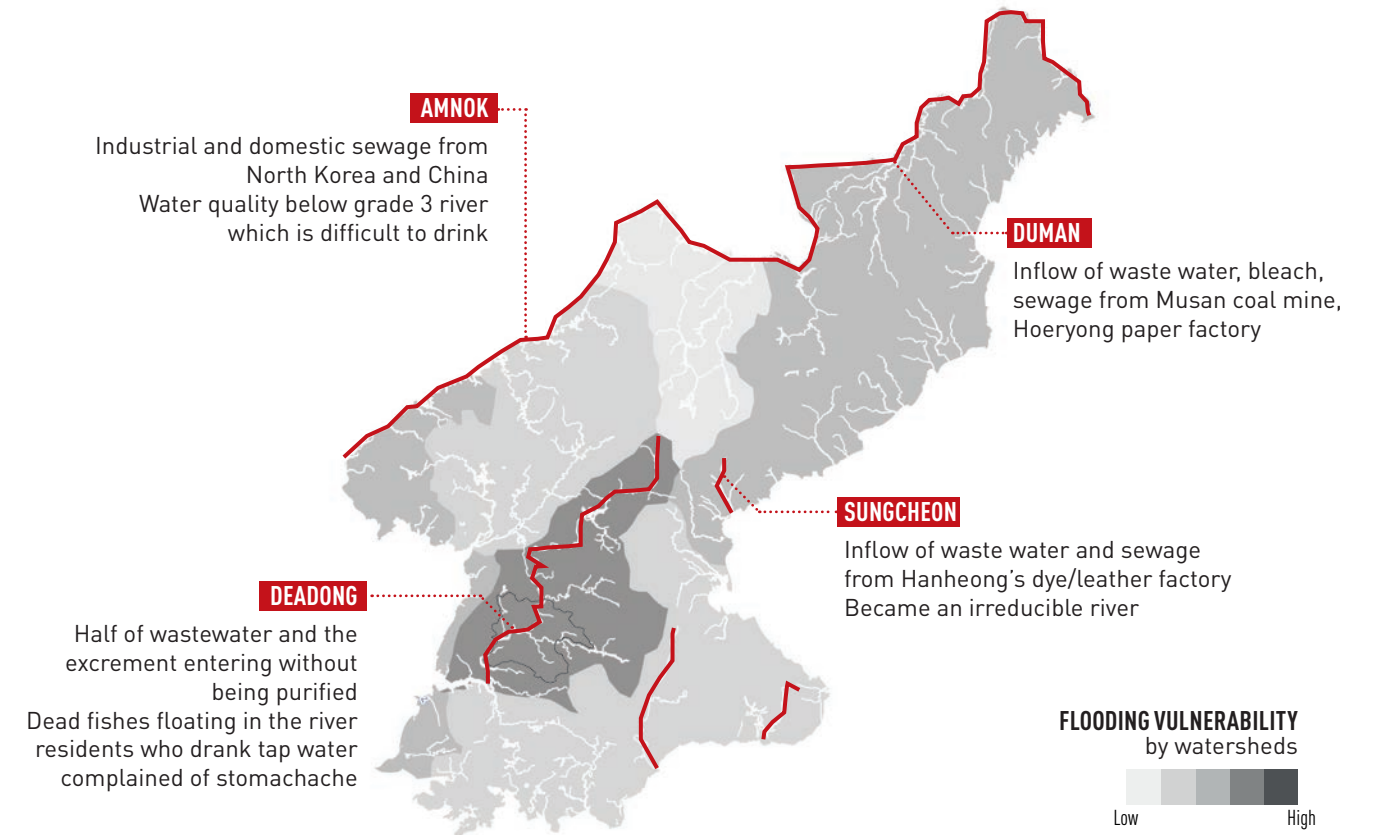 AMNOK
Industrial and domestic sewage from
North Korea and China
Water quality below grade 3 river
which is difficult to drink
DUMAN
Inflow of waste water, bleach,
sewage from Musan coal mine,
Hoeryong paper factory
SUNGCHEON
Inflow of waste water and sewage
from Hanheong's dye/leather factory
Became an irreducible river
DEADONG
Half of wastewater and the
excrement entering without
being purified
Dead fishes floating in the river
residents who drank tap water
complained of stomachache
FLOODING VULNERABILITY
by watersheds
Low High